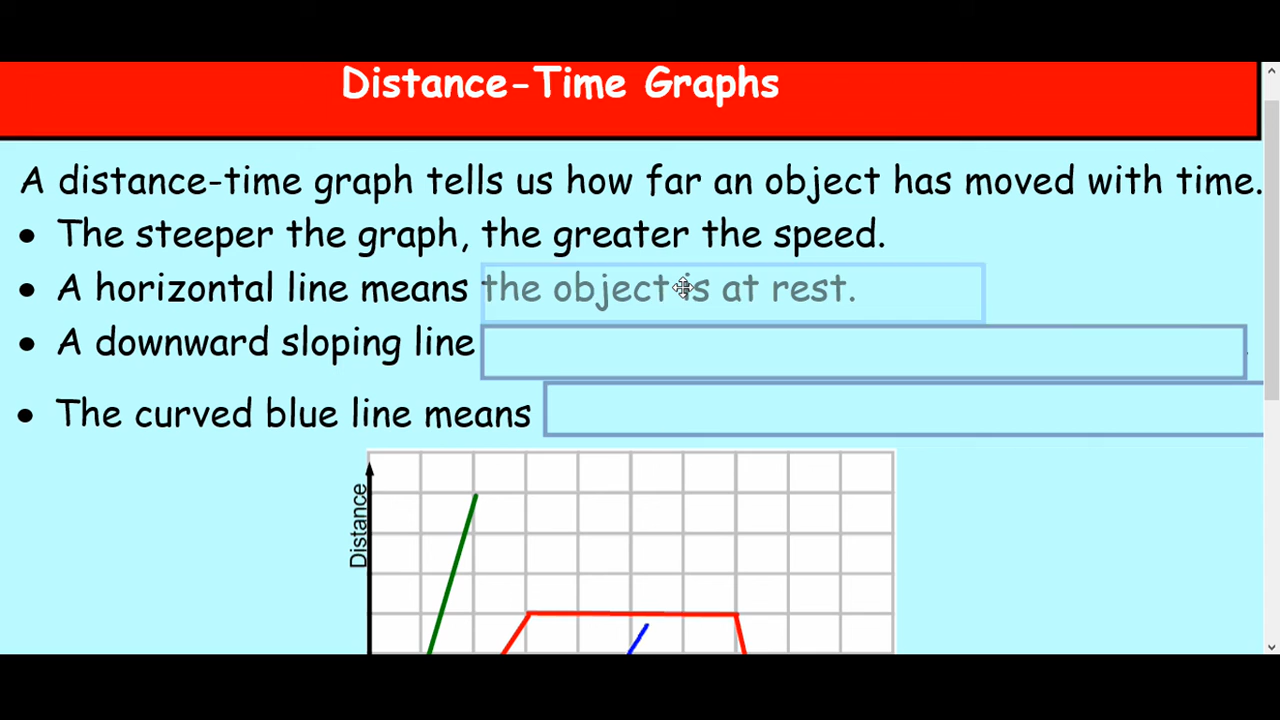 Distance-Time Graphs
A distance-time graph tells us how far an object has moved with time.
• The steeper the graph, the greater the speed.
• A horizontal line means the object is at rest.
• A downward sloping line
• The curved blue line means
Distance